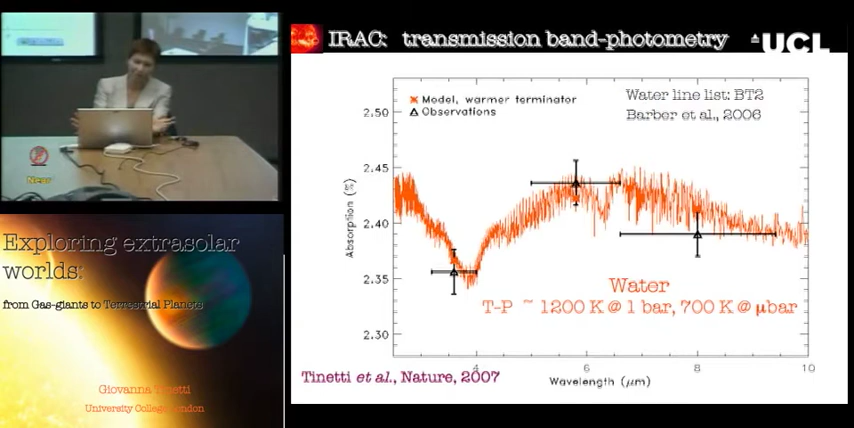 Near
Exploring extrasolar
worlds:
from Gas-giants to Terrestrial Planets
Giovanna Tinetti
University College London
IRAC: transmission band-photometry
UCL
Model, warmer terminator
Observations
Water line list: BT2
Barber et al., 2006
2.50
2.45
2.40
2.35
2.30
Absorption (%)
Water
T-P ~ 1200 K @ 1 bar, 700 K @ μbar
4
6
8
10
Wavelength (μm)
Tinetti et al., Nature, 2007